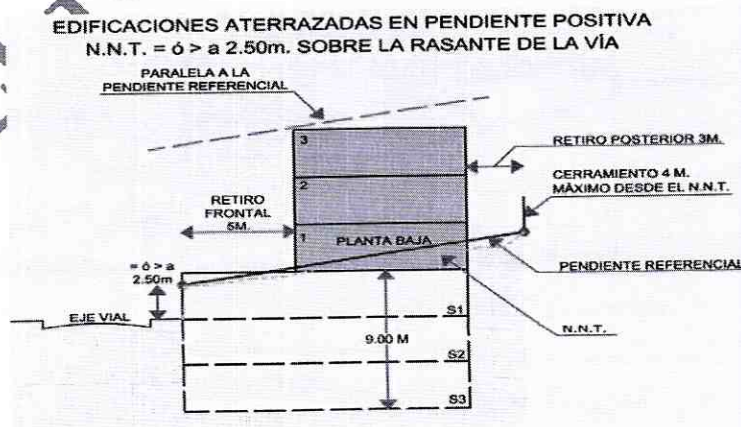 EDIFICACIONES ATERRAZADAS EN PENDIENTE POSITIVA
N.N.T. = ó > a 2.50m. SOBRE LA RASANTE DE LA VÍA
PARALELA A LA
PENDIENTE REFERENCIAL
3
RETIRO POSTERIOR 3M.
2
CERRAMIENTO 4 M.
MÁXIMO DESDE EL N.N.T.
RETIRO
FRONTAL
5M.
1
PLANTA BAJA
= ó > a
2.50m
PENDIENTE REFERENCIAL
EJE VIAL
S1
N.N.T.
9.00 M
S2
S3